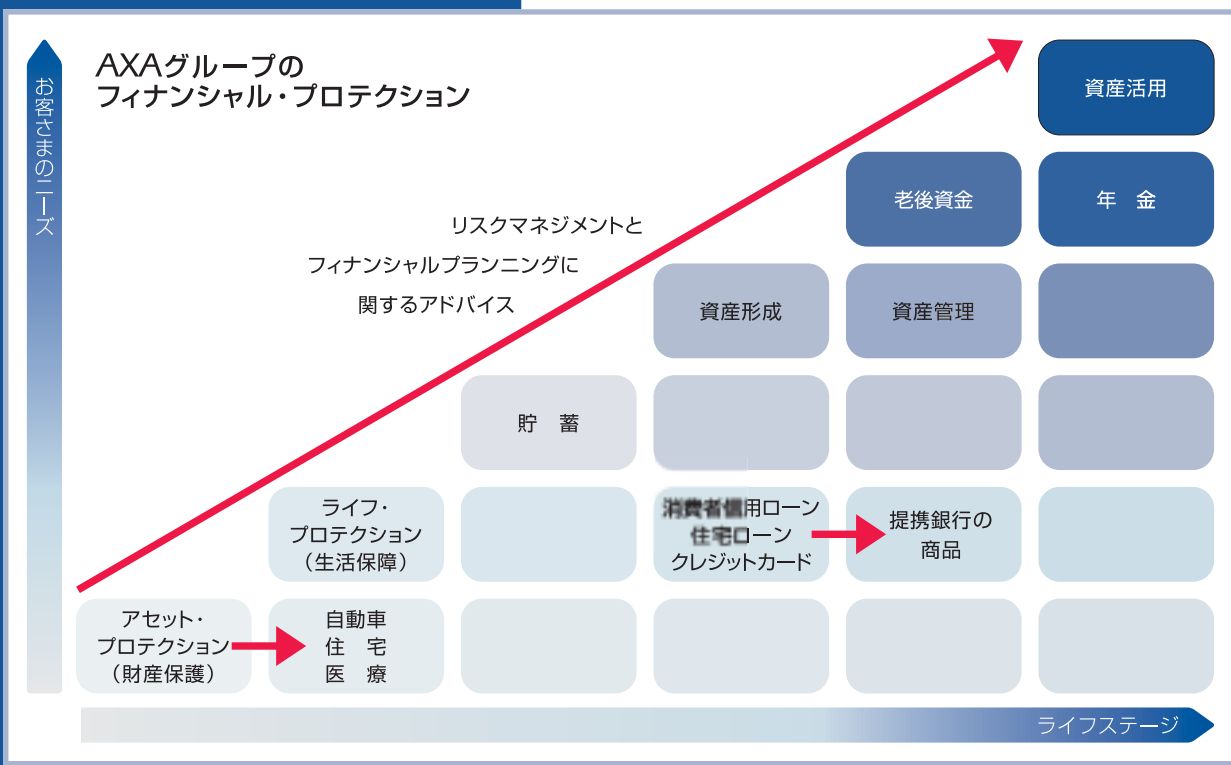 AXAグループの
フィナンシャル・プロテクション
お客さまのニーズ
リスクマネジメントと
フィナンシャルプランニングに
関するアドバイス
資産活用
老後資金
年 金
資産形成
資産管理
貯 蓄
ライフ・
プロテクション
（生活保障）
消費者信用ローン
住宅ローン
クレジットカード
提携銀行の
商品
アセット・
プロテクション
（財産保護）
自動車
住 宅
医 療
ライフステージ